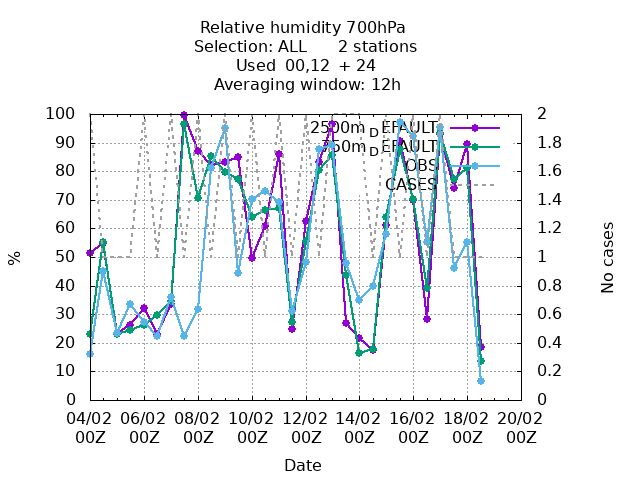 Relative humidity 700hPa
Selection: ALL 2 stations
Used 00,12 + 24
Averaging window: 12h
100 90 80 70 60 50 40 30 20 10 0
%
2 1.8 1.6 1.4 1.2 1 0.8 0.6 0.4 0.2 0
No cases
2500m DEFAULT
750m DEFAULT
OBS
CASES
04/02 06/02 08/02 10/02 12/02 14/02 16/02 18/02 20/02
00Z 00Z 00Z 00Z 00Z 00Z 00Z 00Z 00Z
Date